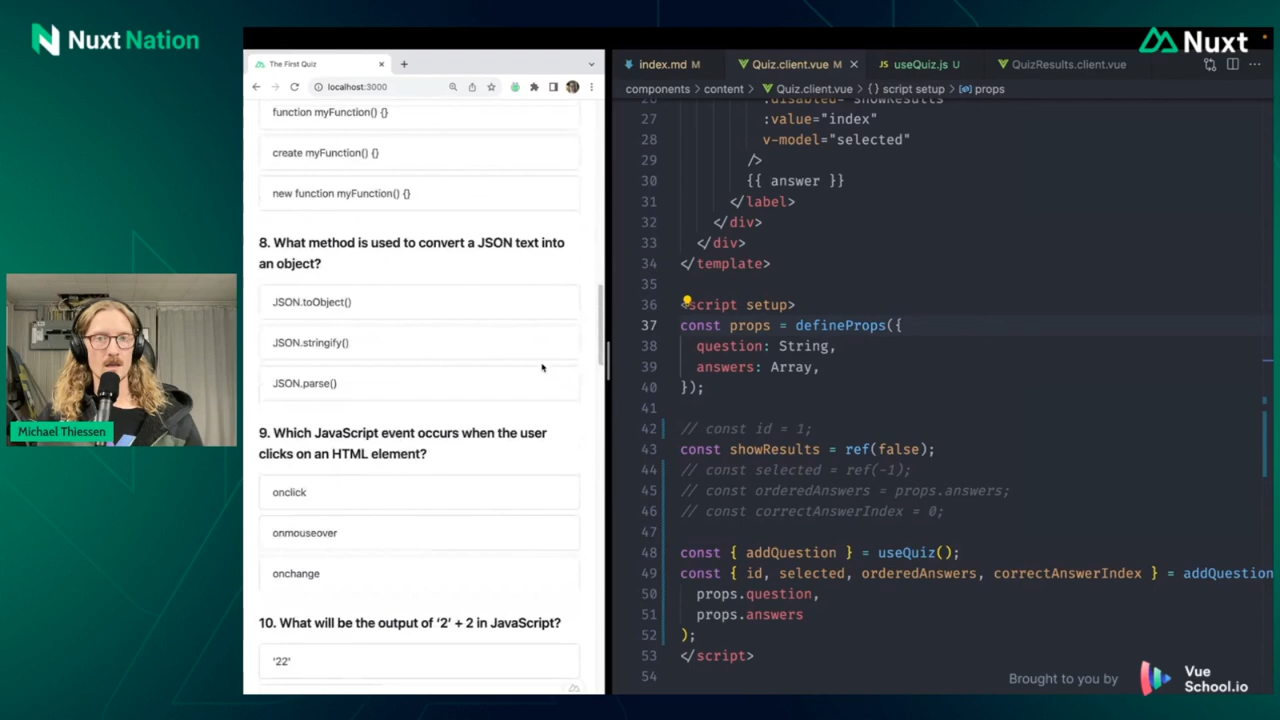 Nuxt Nation
Nuxt
The First Quiz
localhost:3000
function myFunction() {}
create myFunction() {}
new function myFunction() {}
8. What method is used to convert a JSON text into
an object?
JSON.toObject()
JSON.stringify()
JSON.parse()
9. Which JavaScript event occurs when the user
clicks on an HTML element?
onclick
onmouseover
onchange
10. What will be the output of ‘2’ + 2 in JavaScript?
'22'
Michael Thiessen
index.md M
Quiz.client.vue M
JS useQuiz.js U
QuizResults.client.vue
components > content > Quiz.client.vue > {} script setup > props
26 :disabled="showResults"
27 :value="index"
28 v-model="selected"
29 />
30 {{ answer }}
31 </label>
32 </div>
33 </div>
34 </template>
35
36 <script setup>
37 const props = defineProps({
38 question: String,
39 answers: Array,
40 });
41
42 // const id = 1;
43 const showResults = ref(false);
44 // const selected = ref(-1);
45 // const orderedAnswers = props.answers;
46 // const correctAnswerIndex = 0;
47
48 const { addQuestion } = useQuiz();
49 const { id, selected, orderedAnswers, correctAnswerIndex } = addQuestion
50 props.question,
51 props.answers
52 );
53 </script>
54
Brought to you by
Vue
School.io